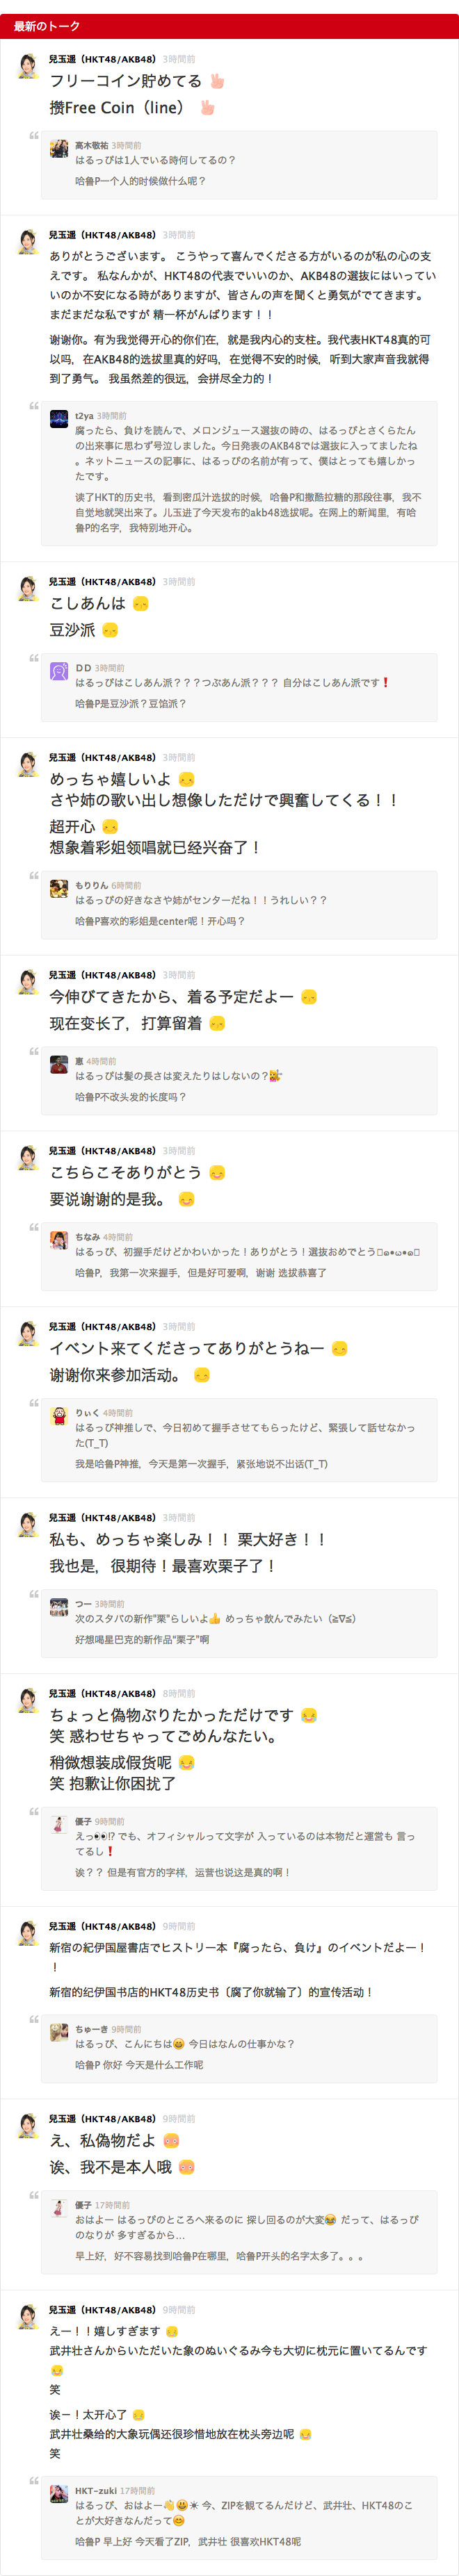 最新のトーク
兒玉遥（HKT48/AKB48） 3時間前
フリーコイン貯めてる ✌
攒Free Coin（line） ✌
高木敬祐 3時間前
はるっぴは1人でいる時何してるの？
哈鲁P一个人的时候做什么呢？
兒玉遥（HKT48/AKB48） 3時間前
ありがとうございます。 こうやって喜んでくださる方がいるのが私の心の支
えです。 私なんかが、HKT48の代表でいいのか、AKB48の選抜にはいってい
いのか不安になる時がありますが、皆さんの声を聞くと勇気がでてきます。
まだまだな私ですが 精一杯がんばります！！
谢谢你。有为我觉得开心的你们在，就是我内心的支柱。我代表HKT48真的可
以吗，在AKB48的选拔里真的好吗，在觉得不安的时候，听到大家声音我就得
到了勇气。 我虽然差的很远，会拼尽全力的！
t2ya 3時間前
腐ったら、負けを読んで、メロンジュース選抜の時の、はるっぴとさくらたん
の出来事に思わず号泣しました。今日発表のAKB48では選抜に入ってましたね
。ネットニュースの記事に、はるっぴの名前が有って、僕はとっても嬉しかっ
たです。
读了HKT的历史书，看到密瓜汁选拔的时候，哈鲁P和撒酷拉糖的那段往事，我不
自觉地就哭出来了。儿玉进了今天发布的akb48选拔呢。在网上的新闻里，有哈
鲁P的名字，我特别地开心。
兒玉遥（HKT48/AKB48） 3時間前
こしあんは
豆沙派
ＤＤ 3時間前
はるっぴはこしあん派？？？つぶあん派？？？ 自分はこしあん派です❗
哈鲁P是豆沙派？豆馅派？
兒玉遥（HKT48/AKB48） 3時間前
めっちゃ嬉しいよ
さや姉の歌い出し想像しただけで興奮してくる！！
超开心
想象着彩姐领唱就已经兴奋了！
もりりん 6時間前
はるっぴの好きなさや姉がセンターだね！！うれしい？？
哈鲁P喜欢的彩姐是center呢！开心吗？
兒玉遥（HKT48/AKB48） 3時間前
今伸びてきたから、着る予定だよー
现在变长了，打算留着
恵 4時間前
はるっぴは髪の長さは変えたりはしないの？
哈鲁P不改头发的长度吗？
兒玉遥（HKT48/AKB48） 3時間前
こちらこそありがとう
要说谢谢的是我。
ちなみ 4時間前
はるっぴ、初握手だけどかわいかった！ありがとう！選抜おめでとう▯๑•ω•๑▯
哈鲁P，我第一次来握手，但是好可爱啊，谢谢 选拔恭喜了
兒玉遥（HKT48/AKB48） 3時間前
イベント来てくださってありがとうねー
谢谢你来参加活动。
りぃく 4時間前
はるっぴ神推しで、今日初めて握手させてもらったけど、緊張して話せなかっ
た(T_T)
我是哈鲁P神推，今天是第一次握手，紧张地说不出话(T_T)
兒玉遥（HKT48/AKB48） 3時間前
私も、めっちゃ楽しみ！！ 栗大好き！！
我也是，很期待！最喜欢栗子了！
つー 3時間前
次のスタバの新作"栗"らしいよ👍 めっちゃ飲んでみたい（≧∇≦）
好想喝星巴克的新作品“栗子”啊
兒玉遥（HKT48/AKB48） 8時間前
ちょっと偽物ぶりたかっただけです 😂
笑 惑わせちゃってごめんなたい。
稍微想装成假货呢 😂
笑 抱歉让你困扰了
優子 9時間前
えっ👀⁉ でも、オフィシャルって文字が 入っているのは本物だと運営も 言っ
てるし❗
诶？？ 但是有官方的字样，运营也说这是真的啊！
兒玉遥（HKT48/AKB48） 9時間前
新宿の紀伊国屋書店でヒストリー本『腐ったら、負け』のイベントだよー！
！
新宿的纪伊国书店的HKT48历史书〔腐了你就输了〕的宣传活动！
ちゅーき 9時間前
はるっぴ、こんにちは😄 今日はなんの仕事かな？
哈鲁P 你好 今天是什么工作呢
兒玉遥（HKT48/AKB48） 9時間前
え、私偽物だよ
诶、我不是本人哦
優子 17時間前
おはよー はるっぴのところへ来るのに 探し回るのが大変😭 だって、はるっぴ
のなりが 多すぎるから…
早上好，好不容易找到哈鲁P在哪里，哈鲁P开头的名字太多了。。。
兒玉遥（HKT48/AKB48） 9時間前
えー！！嬉しすぎます
武井壮さんからいただいた象のぬいぐるみ今も大切に枕元に置いてるんです
笑
诶－！太开心了
武井壮桑给的大象玩偶还很珍惜地放在枕头旁边呢
笑
HKT-zuki 17時間前
はるっぴ、おはよー👋😃☀ 今、ZIPを観てるんだけど、武井壮、HKT48のこ
とが大好きなんだって😊
哈鲁P 早上好 今天看了ZIP，武井壮 很喜欢HKT48呢